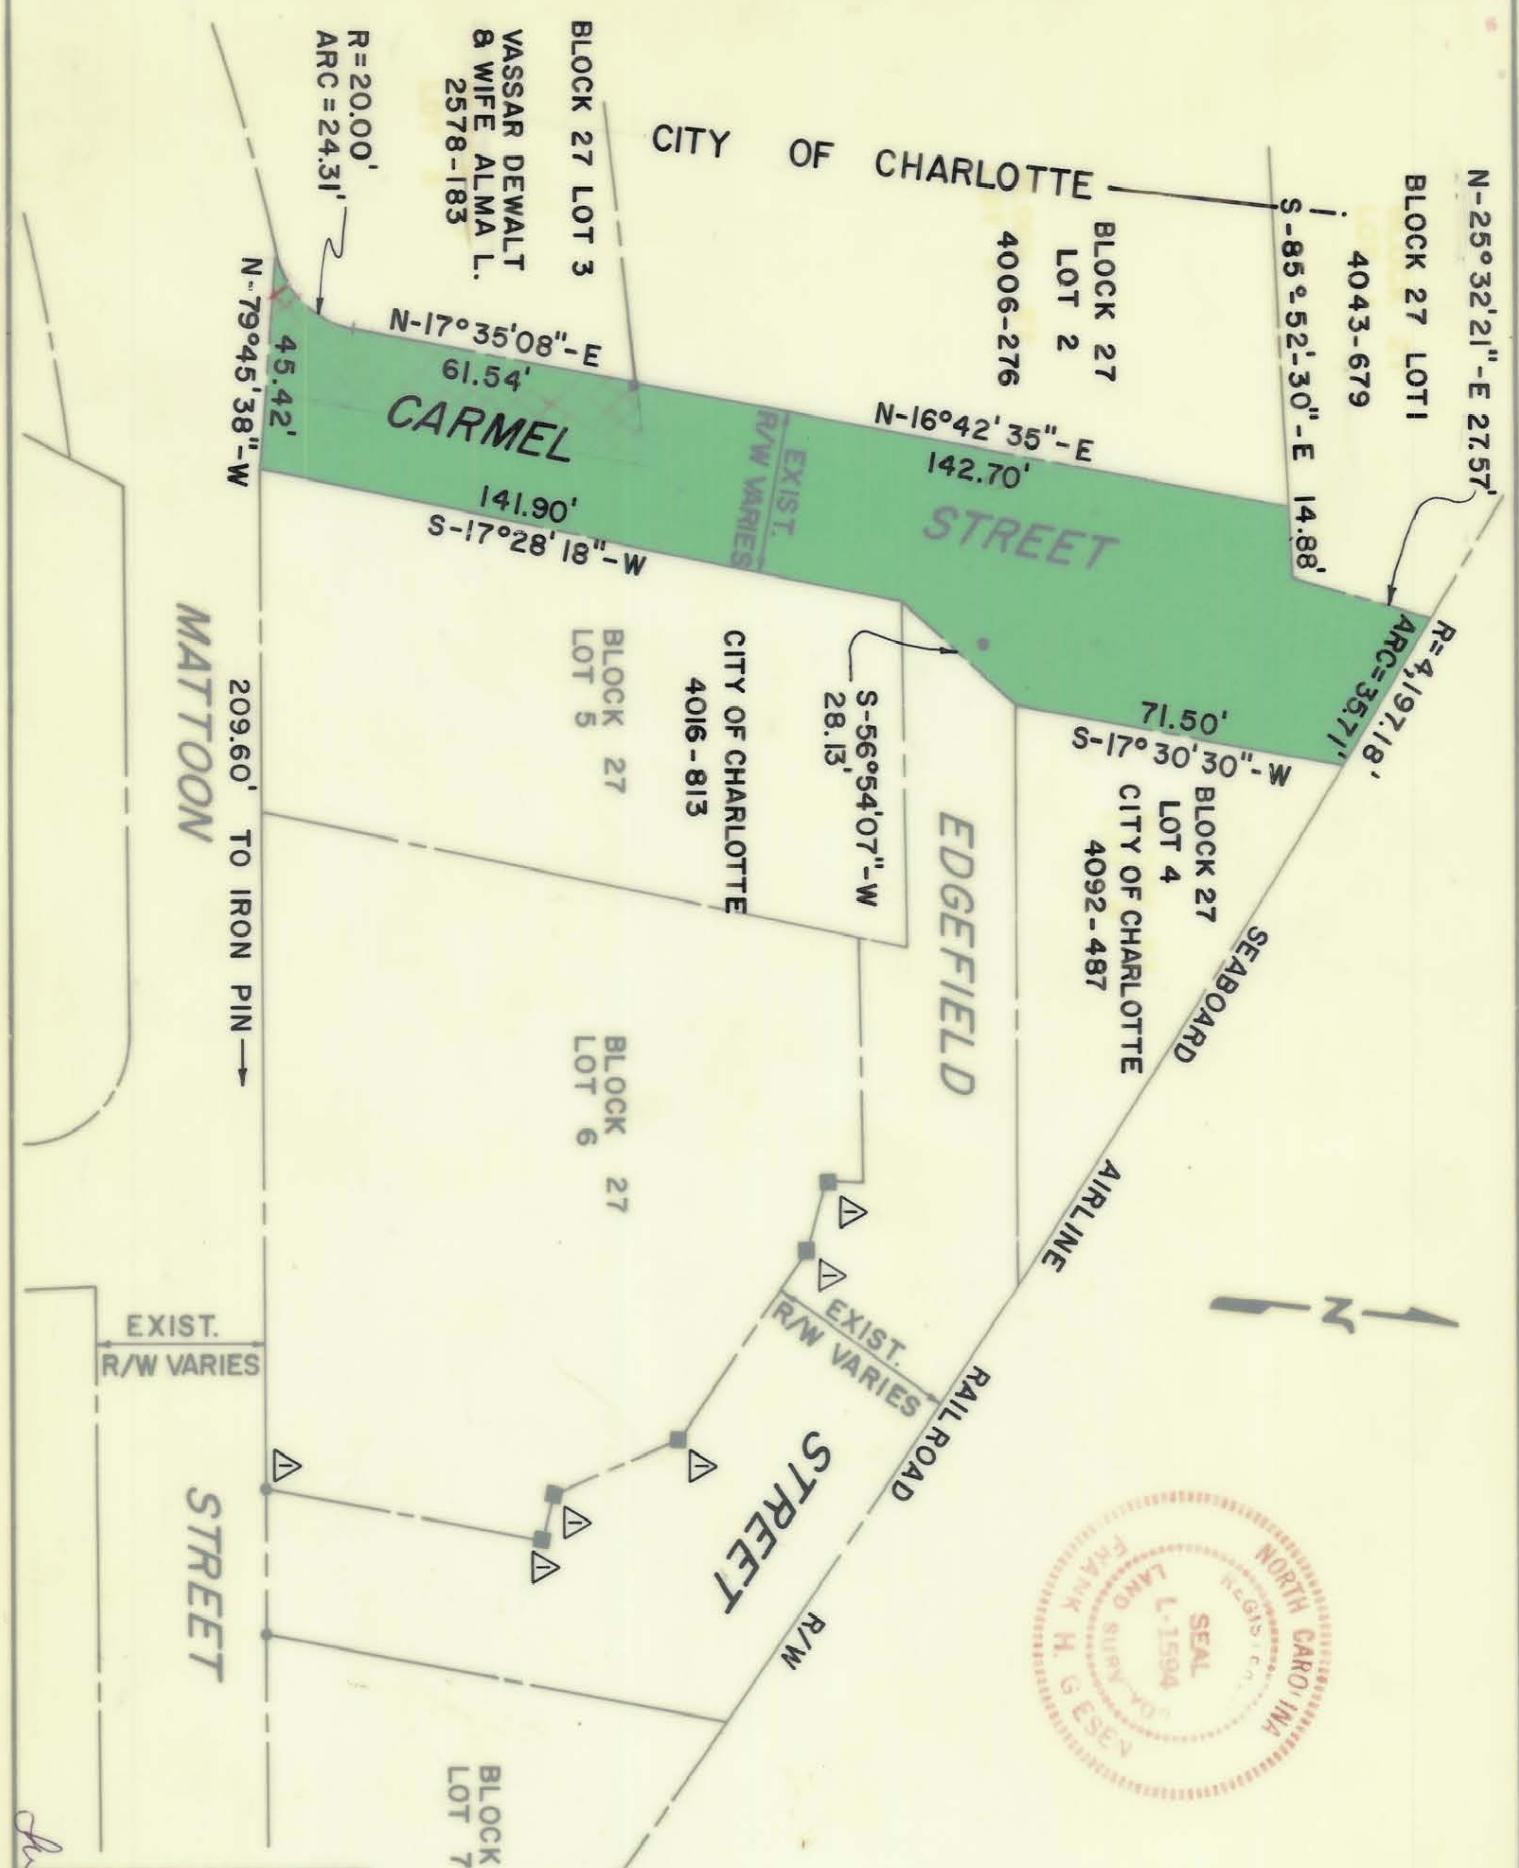 N-25°32'21"-E 27.57'
BLOCK 27 LOT 1
4043-679
S-85°-52'-30"-E 14.88'
R=4,197.18'
ARC=35.71'
CITY OF CHARLOTTE
BLOCK 27
LOT 2
4006-276
N-16°42'35"-E
142.70'
STREET
71.50'
S-17°30'30"-W
BLOCK 27
LOT 4
CITY OF CHARLOTTE
4092-487
SEABOARD AIRLINE RAILROAD R/W
BLOCK 27 LOT 3
VASSAR DEWALT
& WIFE ALMA L.
2578-183
R=20.00'
ARC=24.31'
N-17°35'08"-E
61.54'
CARMEL
EXIST.
R/W VARIES
141.90'
S-17°28'18"-W
45.42'
N-79°45'38"-W
S-56°54'07"-W
28.13'
CITY OF CHARLOTTE
4016-813
BLOCK 27
LOT 5
EDGEFIELD
STREET
EXIST.
R/W VARIES
BLOCK 27
LOT 6
1
1
1
1
1
1
N
209.60' TO IRON PIN
MATTOON
STREET
EXIST.
R/W VARIES
BLOCK
LOT 7
NORTH CAROLINA
SEAL
L-1594
LAND
FRANK H.